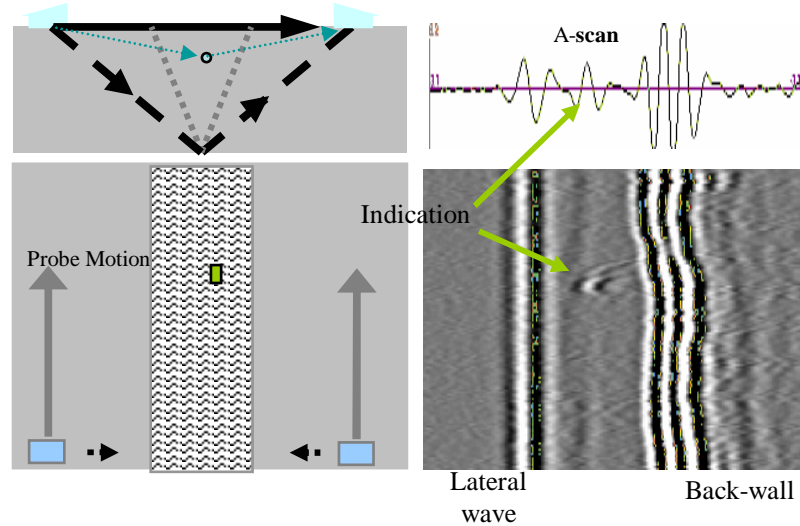 A-scan
Indication
Probe Motion
Lateral
wave
Back-wall